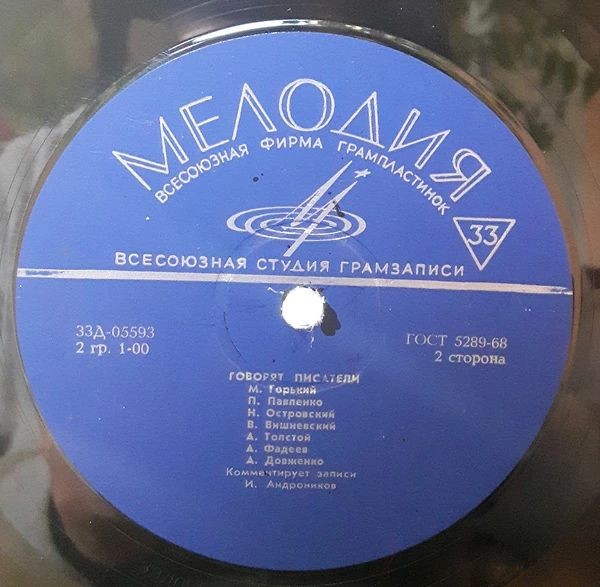 МЕЛОДИЯ
ВСЕСОЮЗНАЯ ФИРМА ГРАМПЛАСТИНОК
33
ВСЕСОЮЗНАЯ СТУДИЯ ГРАМЗАПИСИ
33Д-05593
2 гр. 1-00
ГОСТ 5289-68
2 сторона
ГОВОРЯТ ПИСАТЕЛИ
М. Горький
П. Павленко
Н. Островский
В. Вишневский
А. Толстой
А. Фадеев
А. Довженко
Комментирует записи
И. Андроников